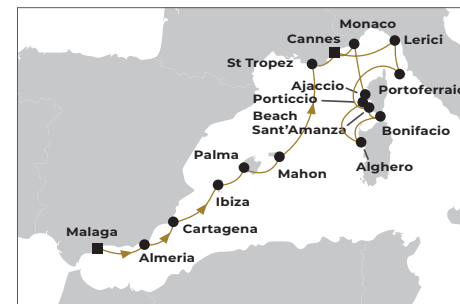 Monaco
Cannes
Lerici
St Tropez
Ajaccio
Portoferraio
Porticcio
Beach
Sant’Amanza
Bonifacio
Palma
Mahon
Alghero
Ibiza
Cartagena
Malaga
Almeria